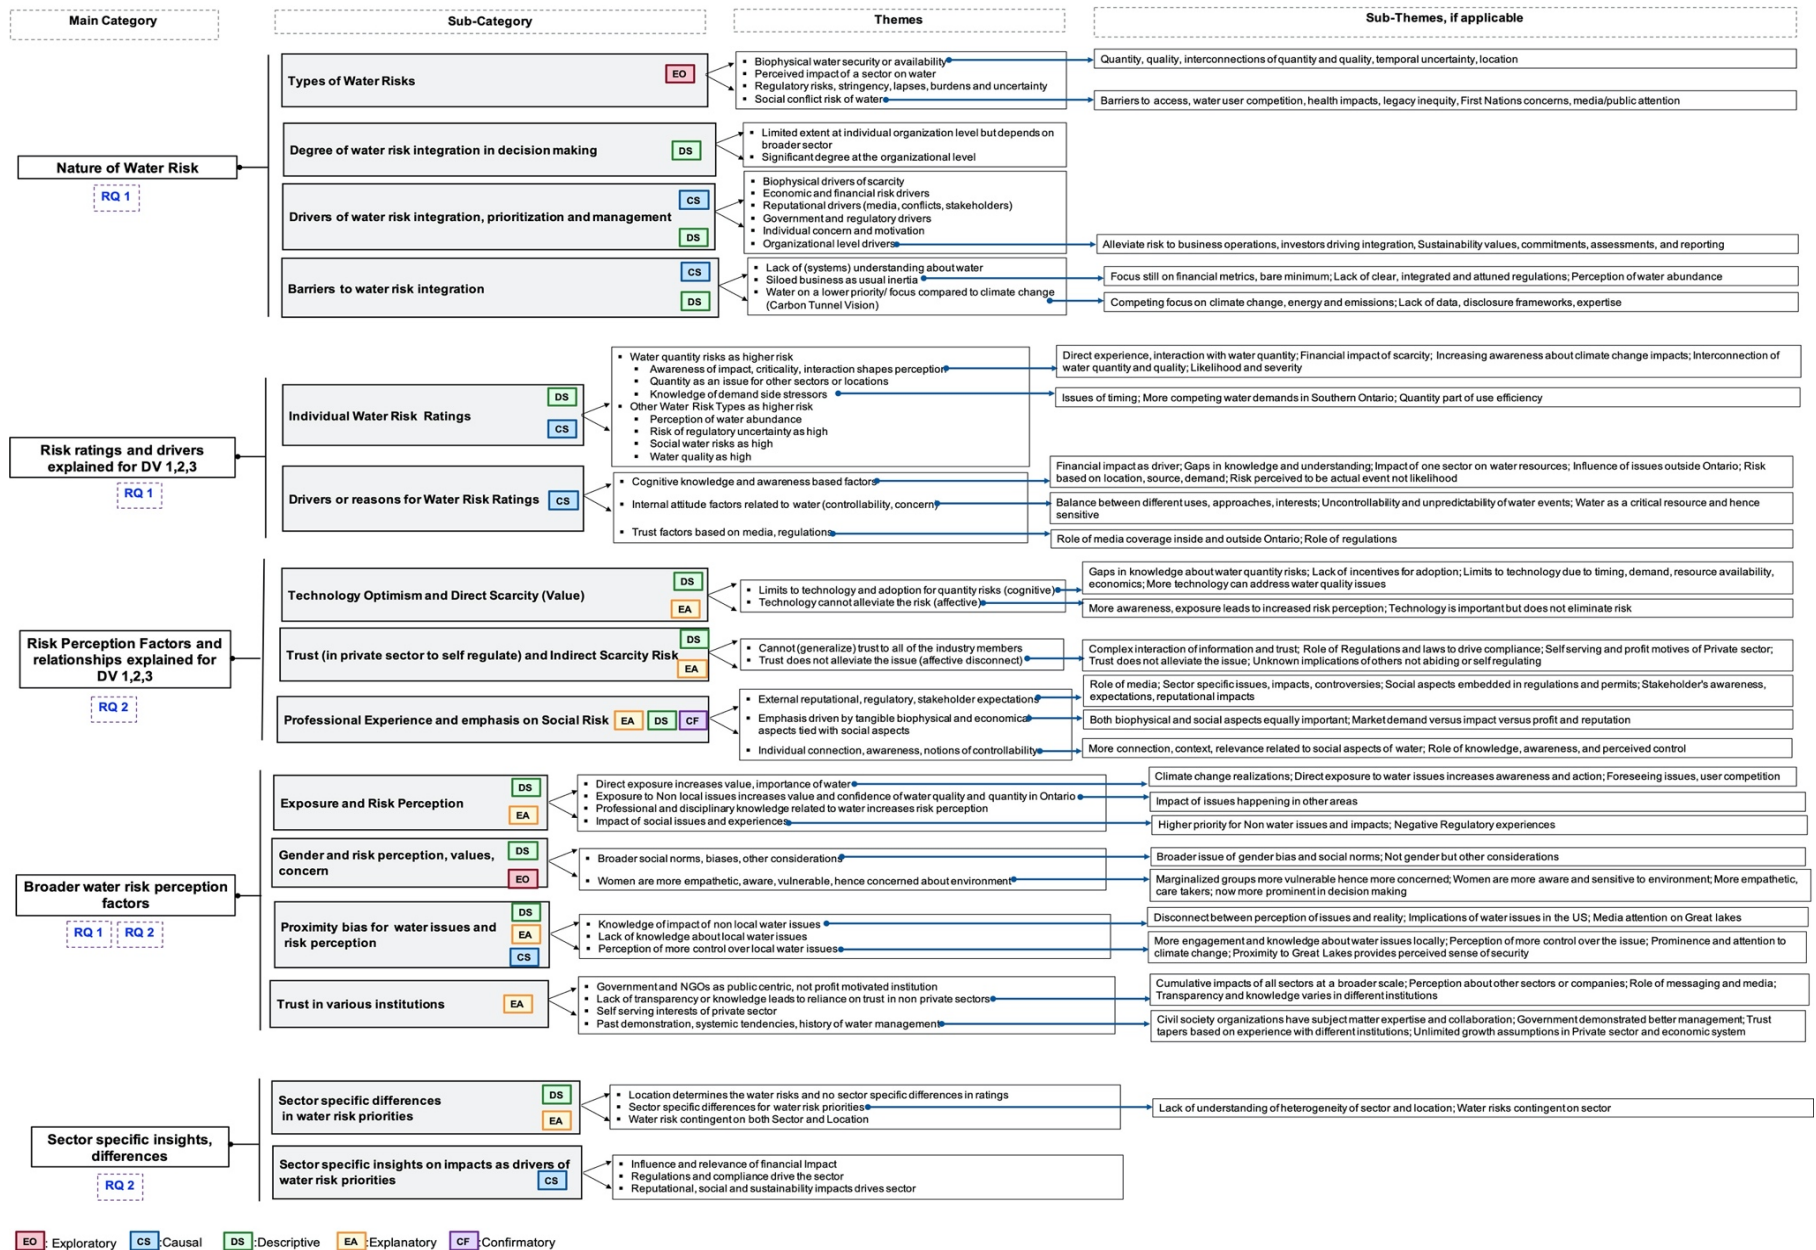 Main Category
Sub-Category
Themes
Sub-Themes, if applicable
Nature of Water Risk
RQ 1
Types of Water Risks
EO
▪ Biophysical water security or availability
▪ Perceived impact of a sector on water
▪ Regulatory risks, stringency, lapses, burdens and uncertainty
▪ Social conflict risk of water
Quantity, quality, interconnections of quantity and quality, temporal uncertainty, location
Barriers to access, water user competition, health impacts, legacy inequity, First Nations concerns, media/public attention
Degree of water risk integration in decision making
DS
▪ Limited extent at individual organization level but depends on
broader sector
▪ Significant degree at the organizational level
Drivers of water risk integration, prioritization and management
CS
DS
▪ Biophysical drivers of scarcity
▪ Economic and financial risk drivers
▪ Reputational drivers (media, conflicts, stakeholders)
▪ Government and regulatory drivers
▪ Individual concern and motivation
▪ Organizational level drivers
Alleviate risk to business operations, investors driving integration, Sustainability values, commitments, assessments, and reporting
Barriers to water risk integration
CS
DS
▪ Lack of (systems) understanding about water
▪ Siloed business as usual inertia
▪ Water on a lower priority/ focus compared to climate change
(Carbon Tunnel Vision)
Focus still on financial metrics, bare minimum; Lack of clear, integrated and attuned regulations; Perception of water abundance
Competing focus on climate change, energy and emissions; Lack of data, disclosure frameworks, expertise
Risk ratings and drivers
explained for DV 1,2,3
RQ 1
Individual Water Risk Ratings
DS
CS
▪ Water quantity risks as higher risk
▪ Awareness of impact, criticality, interaction shapes perception
▪ Quantity as an issue for other sectors or locations
▪ Knowledge of demand side stressors
▪ Other Water Risk Types as higher risk
▪ Perception of water abundance
▪ Risk of regulatory uncertainty as high
▪ Social water risks as high
▪ Water quality as high
Direct experience, interaction with water quantity; Financial impact of scarcity; Increasing awareness about climate change impacts; Interconnection of
water quantity and quality; Likelihood and severity
Issues of timing; More competing water demands in Southern Ontario; Quantity part of use efficiency
Drivers or reasons for Water Risk Ratings
CS
▪ Cognitive knowledge and awareness based factors
▪ Internal attitude factors related to water (controllability, concern)
▪ Trust factors based on media, regulations
Financial impact as driver; Gaps in knowledge and understanding; Impact of one sector on water resources; Influence of issues outside Ontario; Risk
based on location, source, demand; Risk perceived to be actual event not likelihood
Balance between different uses, approaches, interests; Uncontrollability and unpredictability of water events; Water as a critical resource and hence
sensitive
Role of media coverage inside and outside Ontario; Role of regulations
Risk Perception Factors and
relationships explained for
DV 1,2,3
RQ 2
Technology Optimism and Direct Scarcity (Value)
DS
EA
▪ Limits to technology and adoption for quantity risks (cognitive)
▪ Technology cannot alleviate the risk (affective)
Gaps in knowledge about water quantity risks; Lack of incentives for adoption; Limits to technology due to timing, demand, resource availability,
economics; More technology can address water quality issues
More awareness, exposure leads to increased risk perception; Technology is important but does not eliminate risk
Trust (in private sector to self regulate) and Indirect Scarcity Risk
DS
EA
▪ Cannot (generalize) trust to all of the industry members
▪ Trust does not alleviate the issue (affective disconnect)
Complex interaction of information and trust; Role of Regulations and laws to drive compliance; Self serving and profit motives of Private sector;
Trust does not alleviate the issue; Unknown implications of others not abiding or self regulating
Professional Experience and emphasis on Social Risk
EA
DS
CF
▪ External reputational, regulatory, stakeholder expectations
▪ Emphasis driven by tangible biophysical and economica
aspects tied with social aspects
▪ Individual connection, awareness, notions of controllability
Role of media; Sector specific issues, impacts, controversies; Social aspects embedded in regulations and permits; Stakeholder's awareness,
expectations, reputational impacts
Both biophysical and social aspects equally important; Market demand versus impact versus profit and reputation
More connection, context, relevance related to social aspects of water; Role of knowledge, awareness, and perceived control
Broader water risk perception
factors
RQ 1
RQ 2
Exposure and Risk Perception
DS
EA
▪ Direct exposure increases value, importance of water
▪ Exposure to Non local issues increases value and confidence of water quality and quantity in Ontario
▪ Professional and disciplinary knowledge related to water increases risk perception
▪ Impact of social issues and experiences
Climate change realizations; Direct exposure to water issues increases awareness and action; Foreseeing issues, user competition
Impact of issues happening in other areas
Higher priority for Non water issues and impacts; Negative Regulatory experiences
Gender and risk perception, values,
concern
DS
EO
▪ Broader social norms, biases, other considerations
▪ Women are more empathetic, aware, vulnerable, hence concerned about environment
Broader issue of gender bias and social norms; Not gender but other considerations
Marginalized groups more vulnerable hence more concerned; Women are more aware and sensitive to environment; More empathetic,
care takers; now more prominent in decision making
Proximity bias for water issues and
risk perception
DS
EA
CS
▪ Knowledge of impact of non local water issues
▪ Lack of knowledge about local water issues
▪ Perception of more control over local water issues
Disconnect between perception of issues and reality; Implications of water issues in the US; Media attention on Great lakes
More engagement and knowledge about water issues locally; Perception of more control over the issue; Prominence and attention to
climate change; Proximity to Great Lakes provides perceived sense of security
Trust in various institutions
EA
▪ Government and NGOs as public centric, not profit motivated institution
▪ Lack of transparency or knowledge leads to reliance on trust in non private sectors
▪ Self serving interests of private sector
▪ Past demonstration, systemic tendencies, history of water management
Cumulative impacts of all sectors at a broader scale; Perception about other sectors or companies; Role of messaging and media;
Transparency and knowledge varies in different institutions
Civil society organizations have subject matter expertise and collaboration; Government demonstrated better management; Trust
tapers based on experience with different institutions; Unlimited growth assumptions in Private sector and economic system
Sector specific insights,
differences
RQ 2
Sector specific differences
in water risk priorities
DS
EA
▪ Location determines the water risks and no sector specific differences in ratings
▪ Sector specific differences for water risk priorities
▪ Water risk contingent on both Sector and Location
Lack of understanding of heterogeneity of sector and location; Water risks contingent on sector
Sector specific insights on impacts as drivers of
water risk priorities
CS
▪ Influence and relevance of financial Impact
▪ Regulations and compliance drive the sector
▪ Reputational, social and sustainability impacts drives sector
EO : Exploratory CS :Causal DS :Descriptive EA :Explanatory CF :Confirmatory